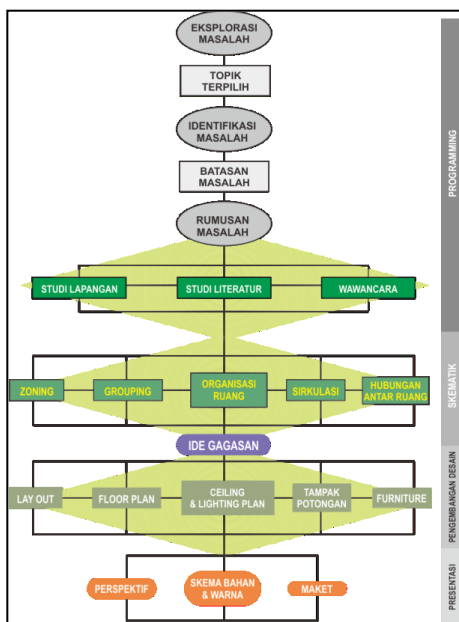 EKSPLORASI
MASALAH
TOPIK
TERPILIH
IDENTIFIKASI
MASALAH
BATASAN
MASALAH
RUMUSAN
MASALAH
PROGRAMMING
STUDI LAPANGAN
STUDI LITERATUR
WAWANCARA
ZONING
GROUPING
ORGANISASI
RUANG
SIRKULASI
HUBUNGAN
ANTAR RUANG
SKEMATIK
IDE GAGASAN
LAY OUT
FLOOR PLAN
CEILING
& LIGHTING PLAN
TAMPAK
POTONGAN
FURNITURE
PENGEMBANGAN DESAIN
PERSPEKTIF
SKEMA BAHAN
& WARNA
MAKET
PRESENTASI